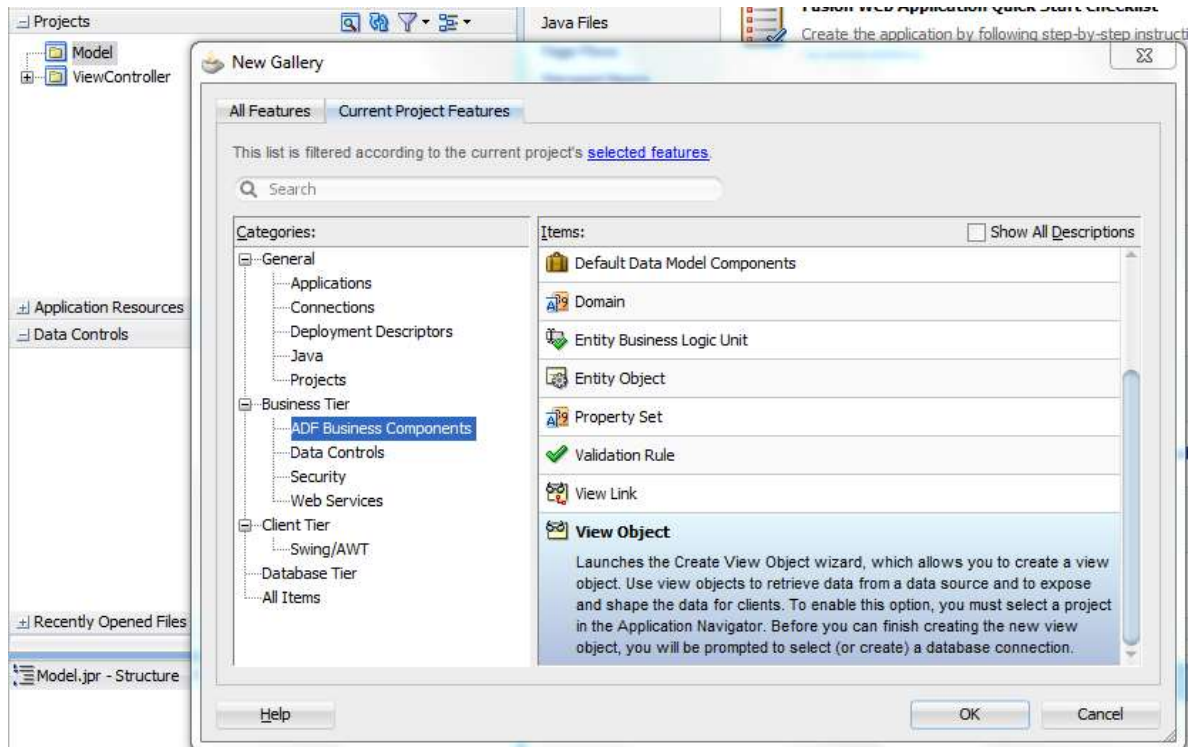 Projects
Java Files
Fusion Web Application Quick Start Checklist
Create the application by following step-by-step instructi
Model
ViewController
New Gallery
All Features
Current Project Features
This list is filtered according to the current project's selected features.
Search
Categories:
Items:
Show All Descriptions
General
Applications
Connections
Deployment Descriptors
Java
Projects
Business Tier
ADF Business Components
Data Controls
Security
Web Services
Client Tier
Swing/AWT
Database Tier
All Items
Default Data Model Components
Domain
Entity Business Logic Unit
Entity Object
Property Set
Validation Rule
View Link
View Object
Launches the Create View Object wizard, which allows you to create a view
object. Use view objects to retrieve data from a data source and to expose
and shape the data for clients. To enable this option, you must select a project
in the Application Navigator. Before you can finish creating the new view
object, you will be prompted to select (or create) a database connection.
Application Resources
Data Controls
Recently Opened Files
Model.jpr - Structure
Help
OK
Cancel